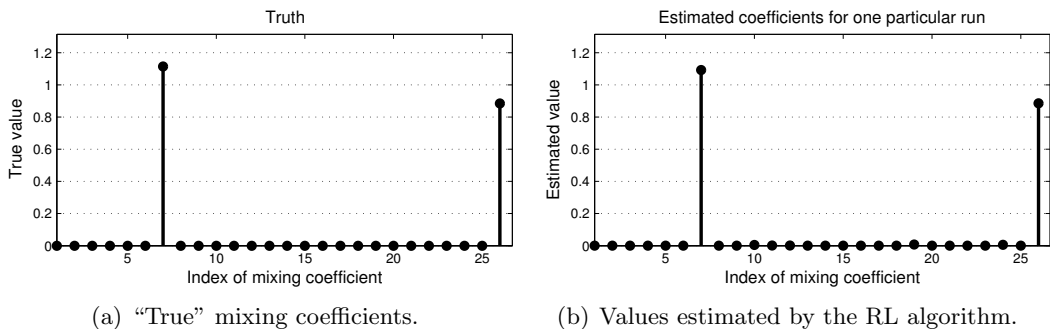 Truth
1.2
1
0.8
0.6
0.4
0.2
0
True value
5 10 15 20 25
Index of mixing coefficient
(a) “True” mixing coefficients.
Estimated coefficients for one particular run
1.2
1
0.8
0.6
0.4
0.2
0
Estimated value
5 10 15 20 25
Index of mixing coefficient
(b) Values estimated by the RL algorithm.